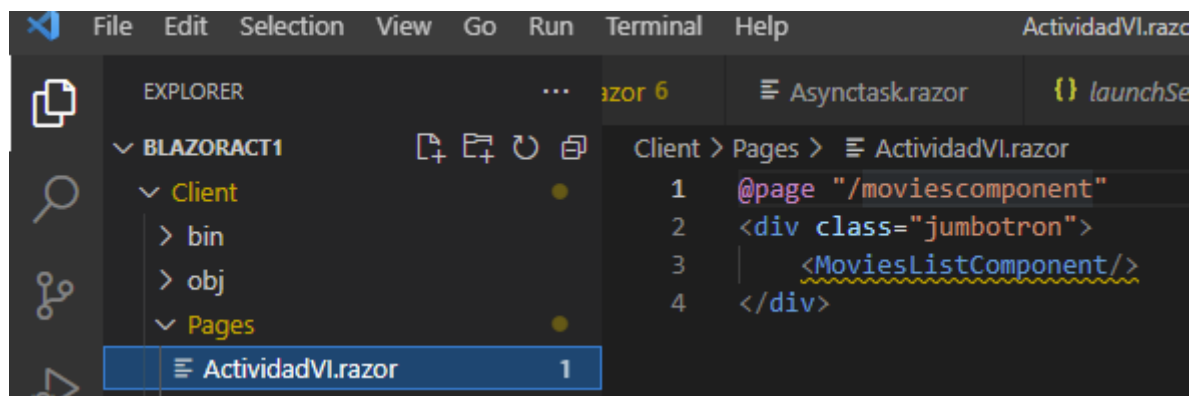 File Edit Selection View Go Run Terminal Help ActividadVI.razo
EXPLORER ... azor 6 Asynctask.razor {} launchSe
BLAZORACT1 Client > Pages > ActividadVI.razor
Client 1 @page "/moviescomponent"
> bin 2 <div class="jumbotron">
> obj 3 <MoviesListComponent/>
Pages 4 </div>
ActividadVI.razor 1